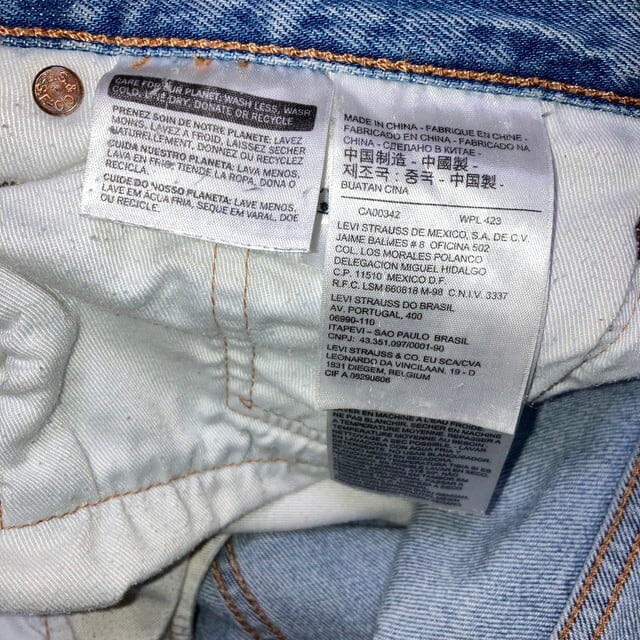 CARE FOR OUR PLANET: WASH LESS, WASH
COLD, LINE DRY, DONATE OR RECYCLE
PRENEZ SOIN DE NOTRE PLANETE: LAVEZ
MOINS, LAVEZ A FROID, LAISSEZ SECHER
NATURELLEMENT, DONNEZ OU RECYCLEZ
CUIDA NUESTRO PLANETA: LAVA MENOS,
LAVA EN FRIO, TIENDE LA ROPA, DONA O
RECICLA.
CUIDE DO NOSSO PLANETA: LAVE MENOS,
LAVE EM AGUA FRIA, SEQUE EM VARAL, DOE
OU RECICLE.
MADE IN CHINA - FABRIQUE EN CHINE -
FABRICADO EN CHINA - FABRICADO NA
CHINA - СДЕЛАНО В КИТАЕ -
中国制造 - 中國製 -
제조국: 중국 - 中国製 -
BUATAN CINA
CA00342 WPL 423
LEVI STRAUSS DE MEXICO, S.A. DE C.V.
JAIME BALMES # 8 OFICINA 502
COL. LOS MORALES POLANCO
DELEGACION MIGUEL HIDALGO
C.P. 11510 MEXICO D.F.
R.F.C. LSM 660818 M-98 C.N.I.V. 3337
LEVI STRAUSS DO BRASIL
AV. PORTUGAL, 400
06990-110
ITAPEVI - SAO PAULO BRASIL
CNPJ: 43.351.097/0001-90
LEVI STRAUSS & CO. EU SCA/CVA
LEONARDO DA VINCILAAN, 19 - D
1831 DIEGEM, BELGIUM
CIF A 0629U806